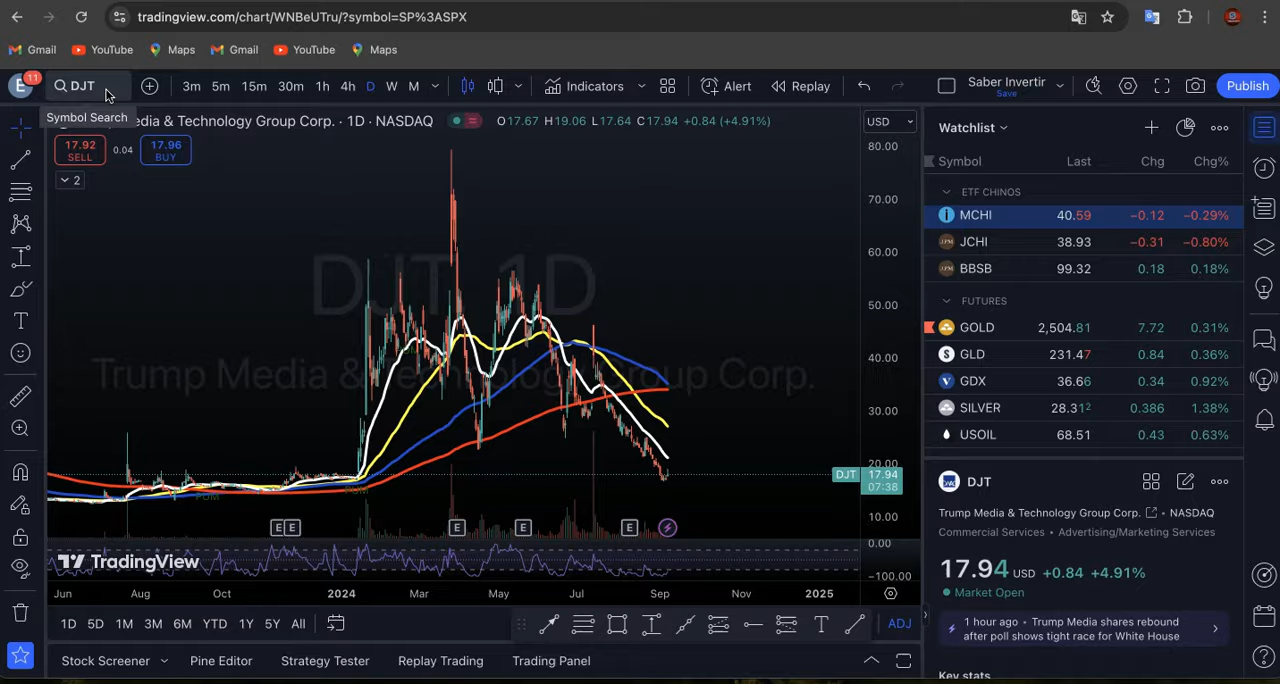 tradingview.com/chart/WNBeUTru/?symbol=SP%3ASPX
Gmail YouTube Maps Gmail YouTube Maps
E 11 DJT 3m 5m 15m 30m 1h 4h D W M Indicators Alert Replay Saber Invertir Save Publish
Symbol Search
edia & Technology Group Corp. · 1D · NASDAQ O17.67 H19.06 L17.64 C17.94 +0.84 (+4.91%) USD
17.92 SELL 0.04 17.96 BUY
2
DJT, 1D
Trump Media & Technology Group Corp.
80.00
70.00
60.00
50.00
40.00
30.00
20.00
DJT 17.94
07:38
10.00
0.00
−100.00
E E E E E
TradingView
Jun Aug Oct 2024 Mar May Jul Sep Nov 2025
1D 5D 1M 3M 6M YTD 1Y 5Y All ADJ
Stock Screener Pine Editor Strategy Tester Replay Trading Trading Panel
Watchlist
Symbol Last Chg Chg%
ETF CHINOS
MCHI 40.59 −0.12 −0.29%
JCHI 38.93 −0.31 −0.80%
BBSB 99.32 0.18 0.18%
FUTURES
GOLD 2,504.81 7.72 0.31%
GLD 231.47 0.84 0.36%
GDX 36.66 0.34 0.92%
SILVER 28.312 0.386 1.38%
USOIL 68.51 0.43 0.63%
DJT
Trump Media & Technology Group Corp. • NASDAQ
Commercial Services • Advertising/Marketing Services
17.94 USD +0.84 +4.91%
Market Open
1 hour ago • Trump Media shares rebound
after poll shows tight race for White House
Key stats